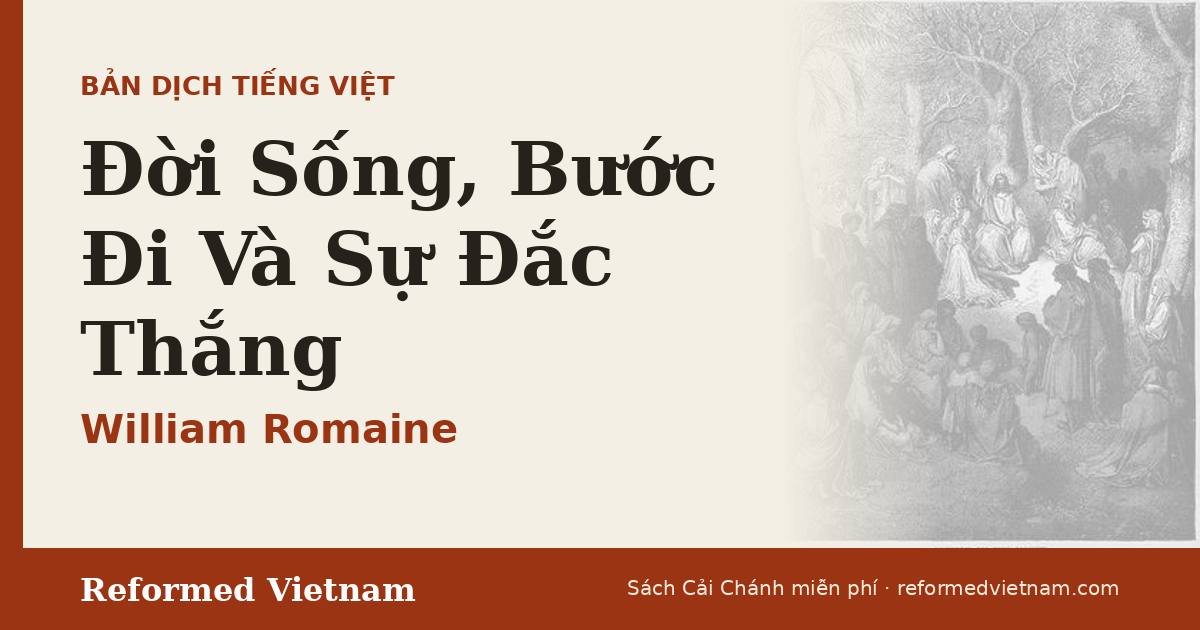 BẢN DỊCH TIẾNG VIỆT
Đời Sống, Bước
Đi Và Sự Đắc
Thắng
William Romaine
Reformed Vietnam
Sách Cải Chánh miễn phí · reformedvietnam.com